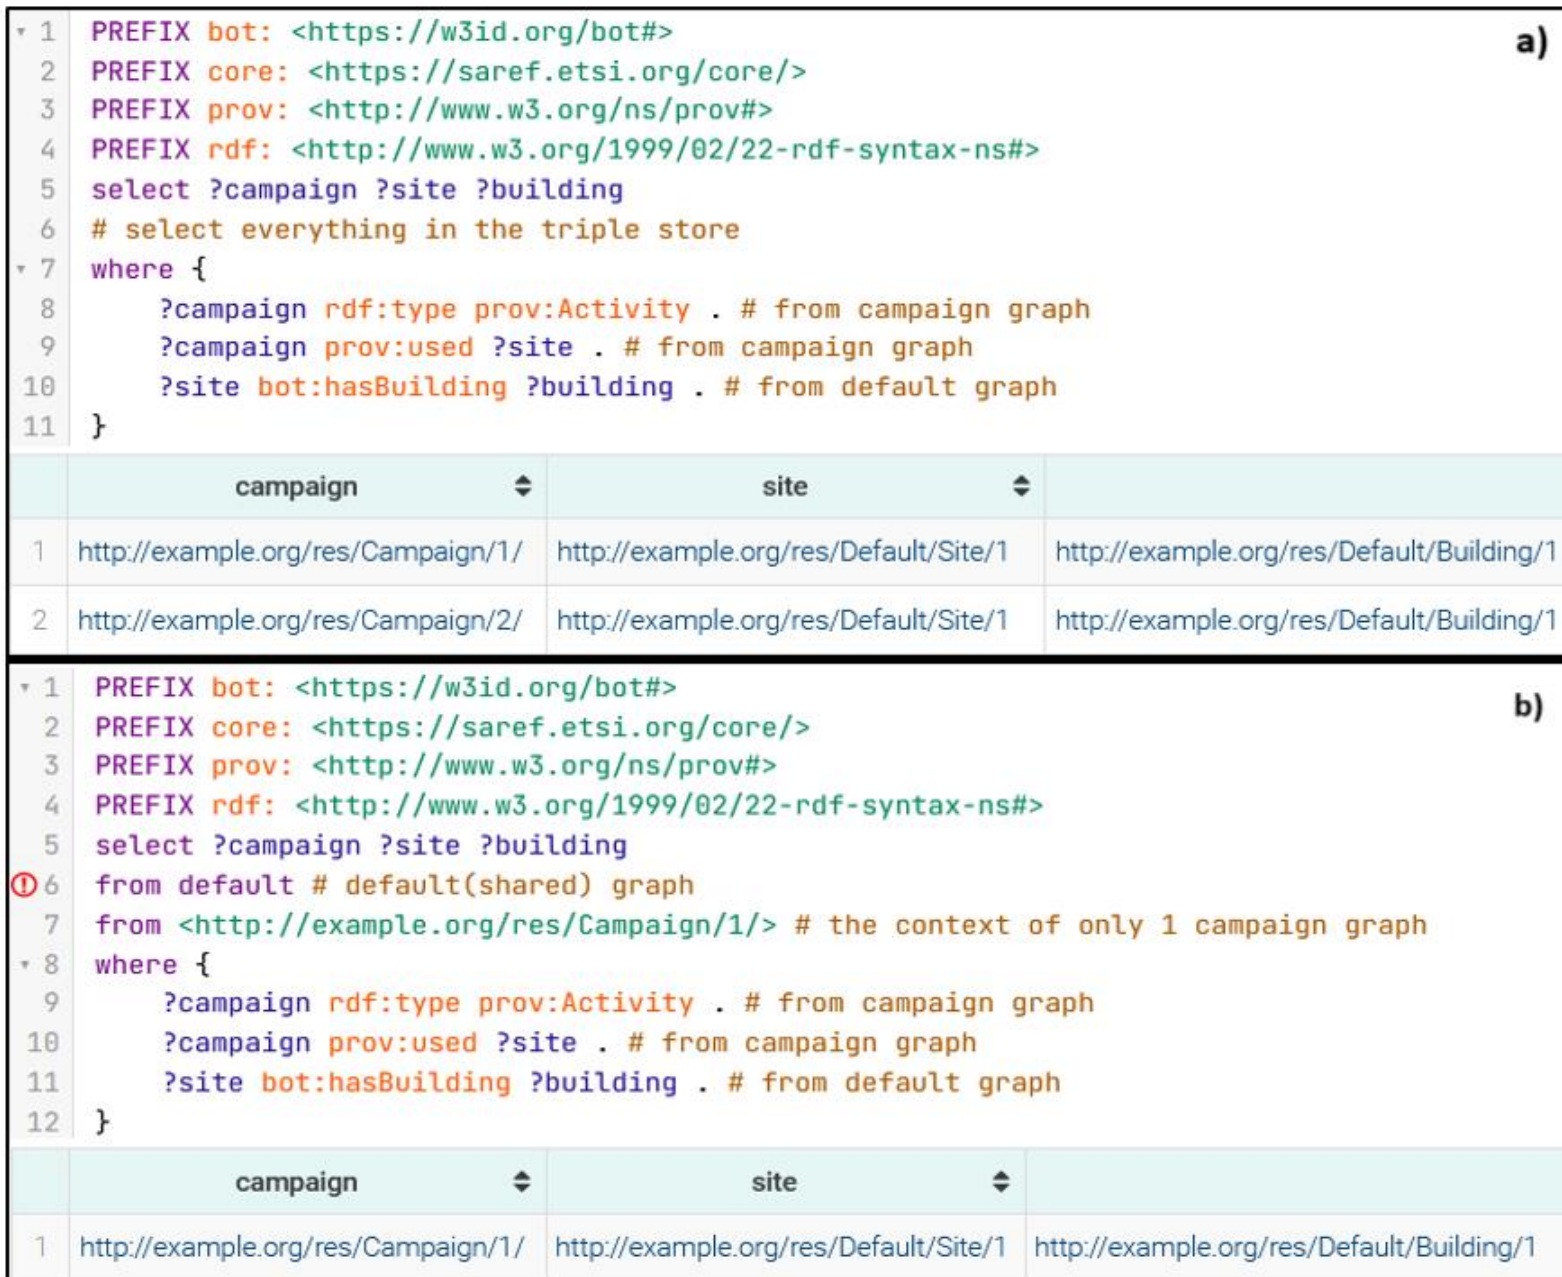 a)
1 PREFIX bot: <https://w3id.org/bot#>
2 PREFIX core: <https://saref.etsi.org/core/>
3 PREFIX prov: <http://www.w3.org/ns/prov#>
4 PREFIX rdf: <http://www.w3.org/1999/02/22-rdf-syntax-ns#>
5 select ?campaign ?site ?building
6 # select everything in the triple store
7 where {
8 ?campaign rdf:type prov:Activity . # from campaign graph
9 ?campaign prov:used ?site . # from campaign graph
10 ?site bot:hasBuilding ?building . # from default graph
11 }
campaign site
1 http://example.org/res/Campaign/1/ http://example.org/res/Default/Site/1 http://example.org/res/Default/Building/1
2 http://example.org/res/Campaign/2/ http://example.org/res/Default/Site/1 http://example.org/res/Default/Building/1
b)
1 PREFIX bot: <https://w3id.org/bot#>
2 PREFIX core: <https://saref.etsi.org/core/>
3 PREFIX prov: <http://www.w3.org/ns/prov#>
4 PREFIX rdf: <http://www.w3.org/1999/02/22-rdf-syntax-ns#>
5 select ?campaign ?site ?building
6 from default # default(shared) graph
7 from <http://example.org/res/Campaign/1/> # the context of only 1 campaign graph
8 where {
9 ?campaign rdf:type prov:Activity . # from campaign graph
10 ?campaign prov:used ?site . # from campaign graph
11 ?site bot:hasBuilding ?building . # from default graph
12 }
campaign site
1 http://example.org/res/Campaign/1/ http://example.org/res/Default/Site/1 http://example.org/res/Default/Building/1